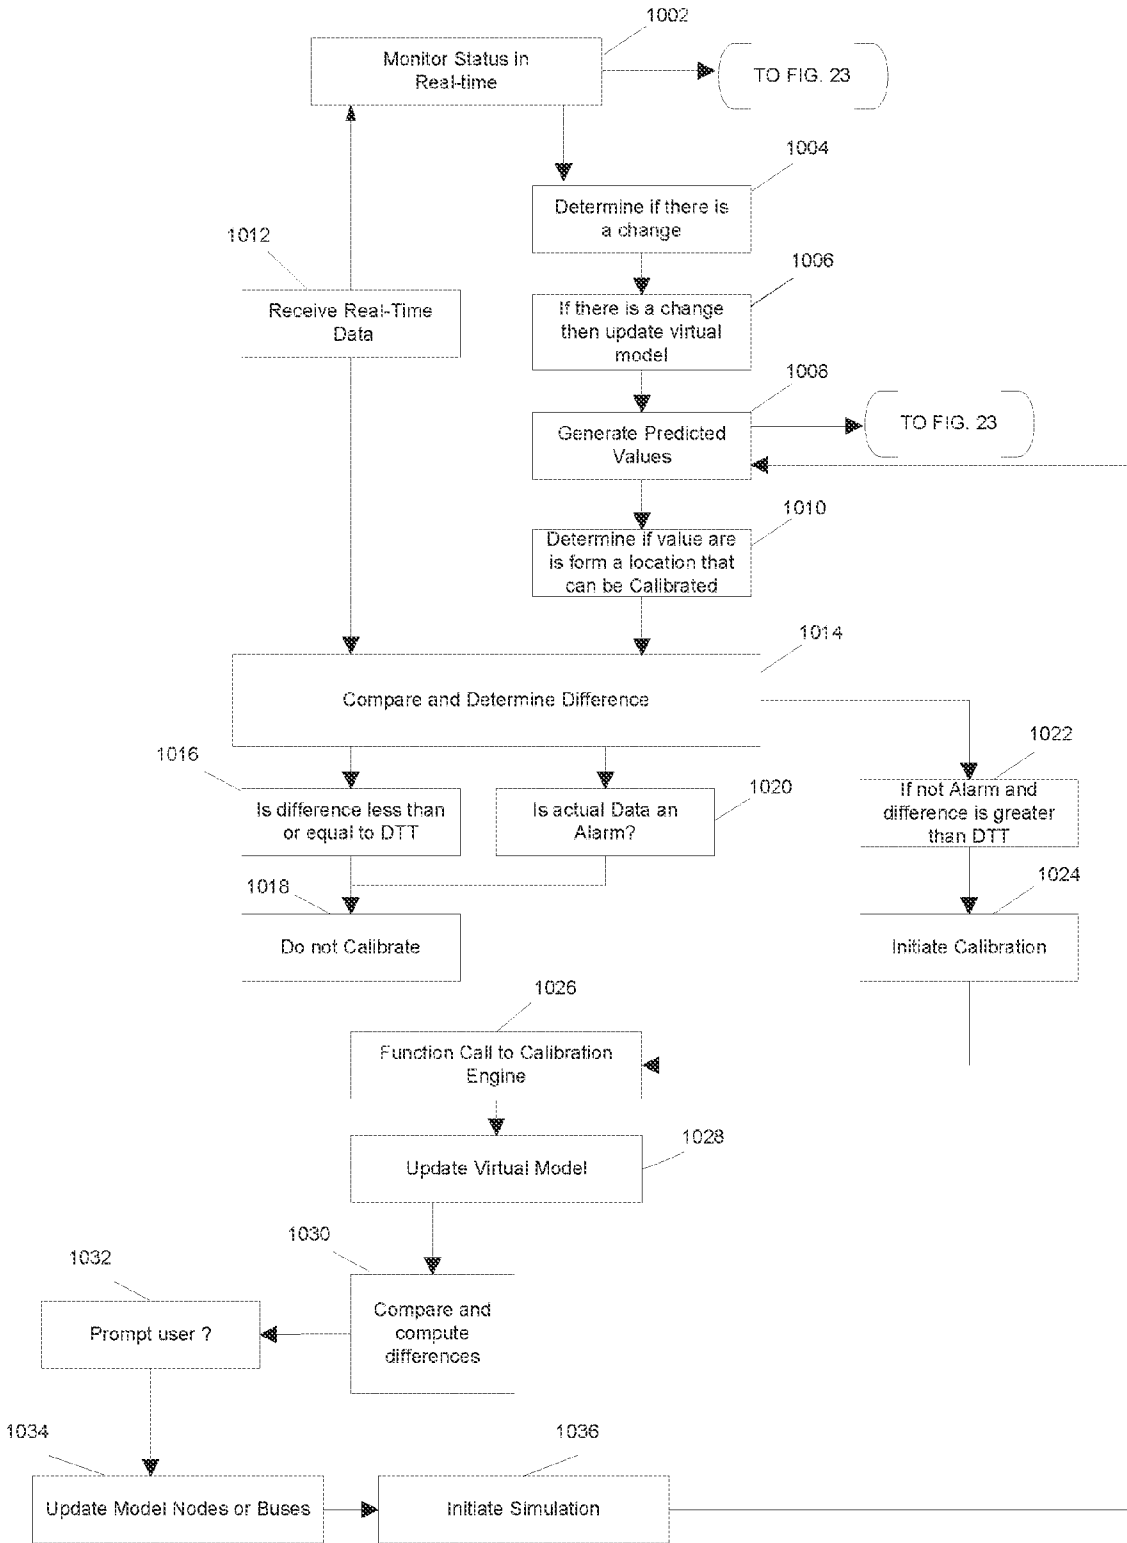 1002
Monitor Status in
Real-time
TO FIG. 23
1004
Determine if there is
a change
1012
Receive Real-Time
Data
1006
If there is a change
then update virtual
model
1008
Generate Predicted
Values
TO FIG. 23
1010
Determine if value are
is form a location that
can be Calibrated
1014
Compare and Determine Difference
1016
Is difference less than
or equal to DTT
1020
Is actual Data an
Alarm?
1022
If not Alarm and
difference is greater
than DTT
1018
Do not Calibrate
1024
Initiate Calibration
1026
Function Call to Calibration
Engine
1028
Update Virtual Model
1030
Compare and
compute
differences
1032
Prompt user ?
1034
Update Model Nodes or Buses
1036
Initiate Simulation